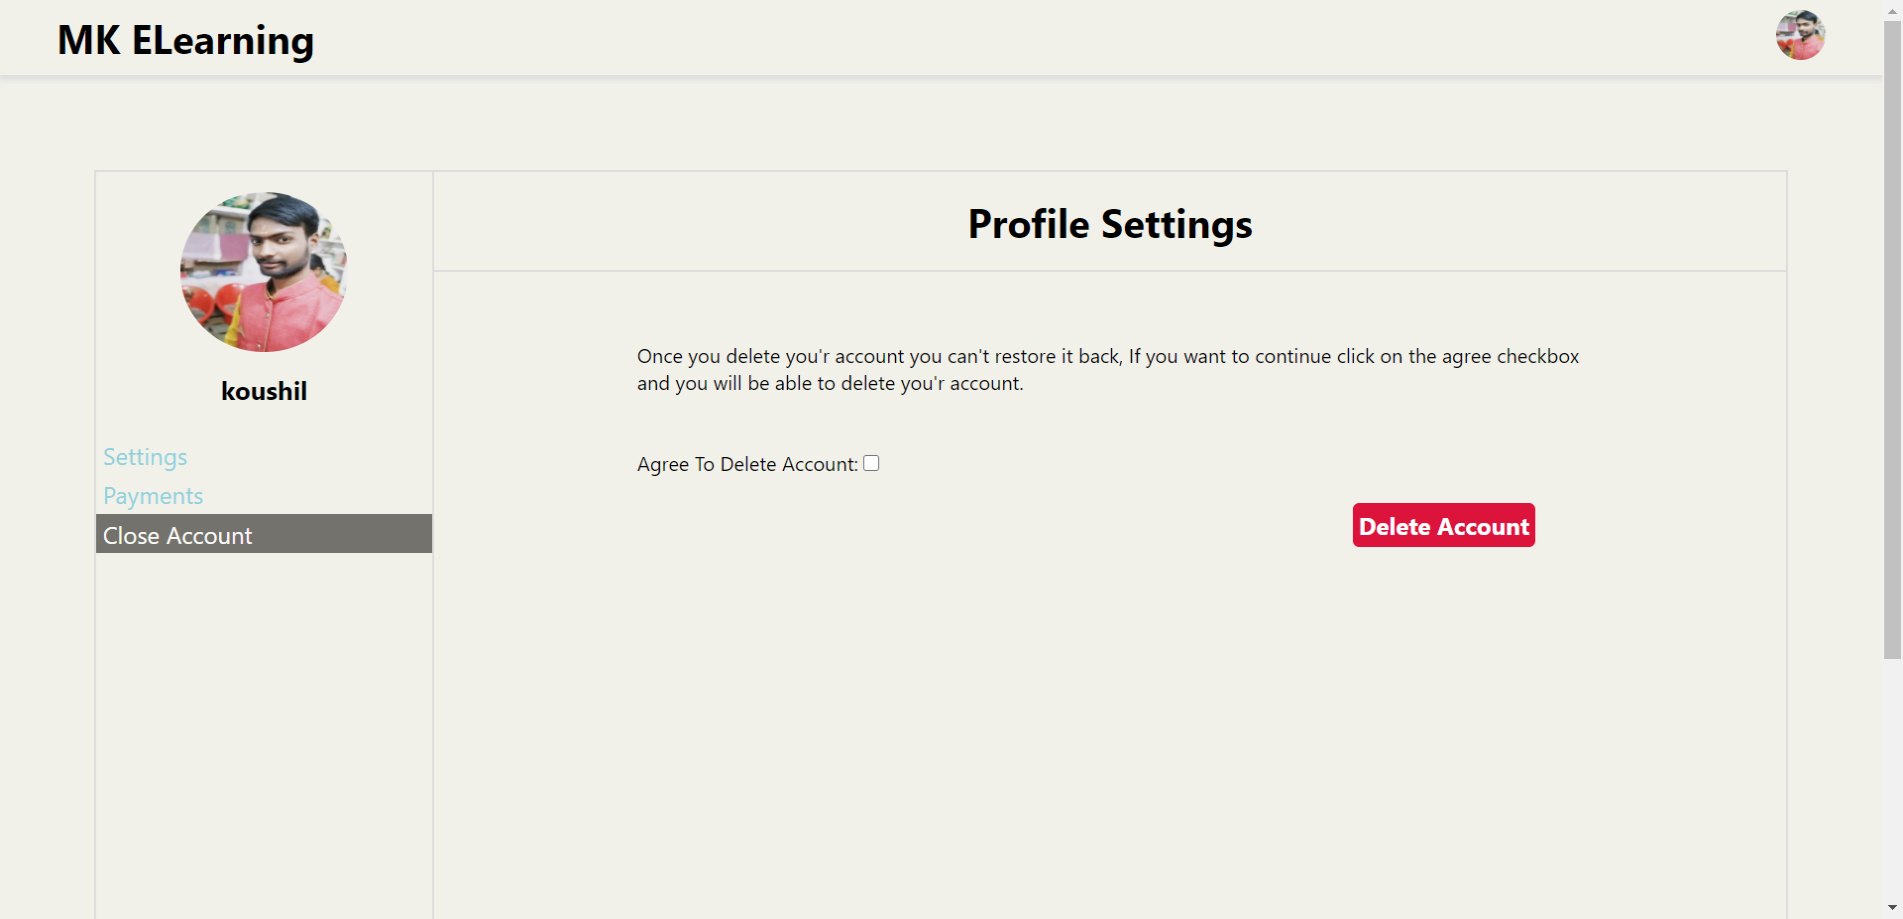 MK ELearning
Profile Settings
koushil
Settings
Payments
Close Account
Once you delete you'r account you can't restore it back, If you want to continue click on the agree checkbox
and you will be able to delete you'r account.
Agree To Delete Account:
Delete Account